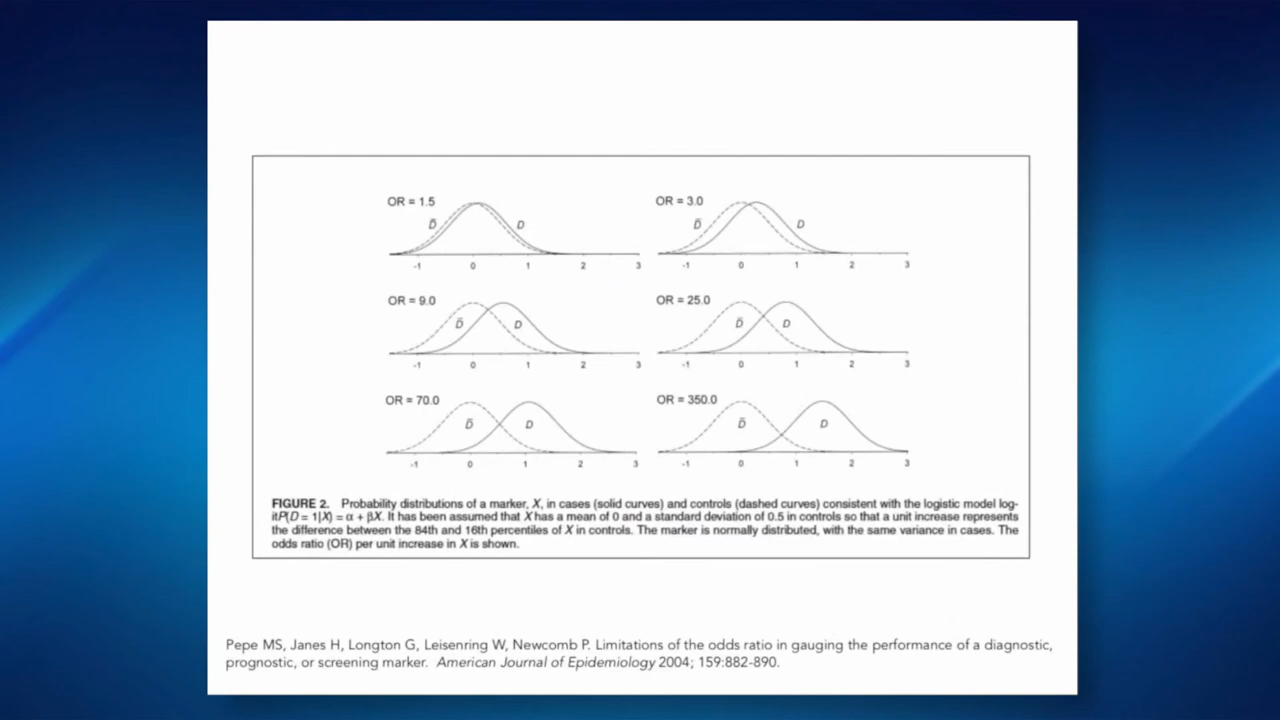 OR = 1.5
D̄
D
-1 0 1 2 3
OR = 3.0
D̄
D
-1 0 1 2 3
OR = 9.0
D̄
D
-1 0 1 2 3
OR = 25.0
D̄
D
-1 0 1 2 3
OR = 70.0
D̄
D
-1 0 1 2 3
OR = 350.0
D̄
D
-1 0 1 2 3
FIGURE 2. Probability distributions of a marker, X, in cases (solid curves) and controls (dashed curves) consistent with the logistic model log-
itP(D = 1|X) = α + βX. It has been assumed that X has a mean of 0 and a standard deviation of 0.5 in controls so that a unit increase represents
the difference between the 84th and 16th percentiles of X in controls. The marker is normally distributed, with the same variance in cases. The
odds ratio (OR) per unit increase in X is shown.
Pepe MS, Janes H, Longton G, Leisenring W, Newcomb P. Limitations of the odds ratio in gauging the performance of a diagnostic,
prognostic, or screening marker. American Journal of Epidemiology 2004; 159:882-890.